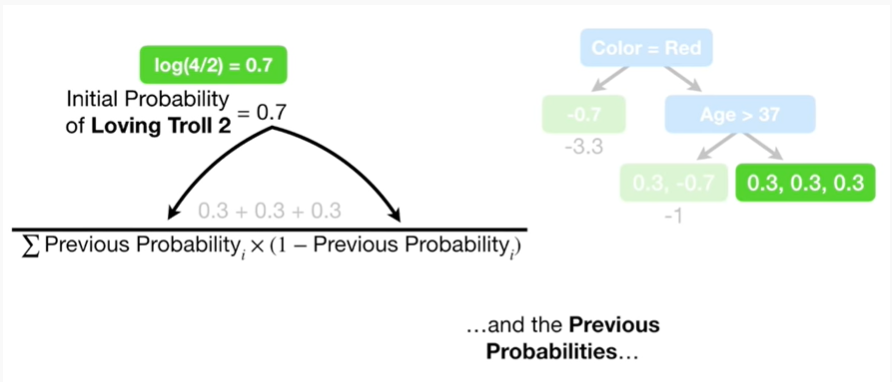 log(4/2) = 0.7
Initial Probability
of Loving Troll 2 = 0.7
0.3 + 0.3 + 0.3
∑ Previous Probabilityᵢ × (1 – Previous Probabilityᵢ)
Color = Red
-0.7
Age > 37
-3.3
0.3, -0.7
0.3, 0.3, 0.3
-1
...and the Previous
Probabilities...